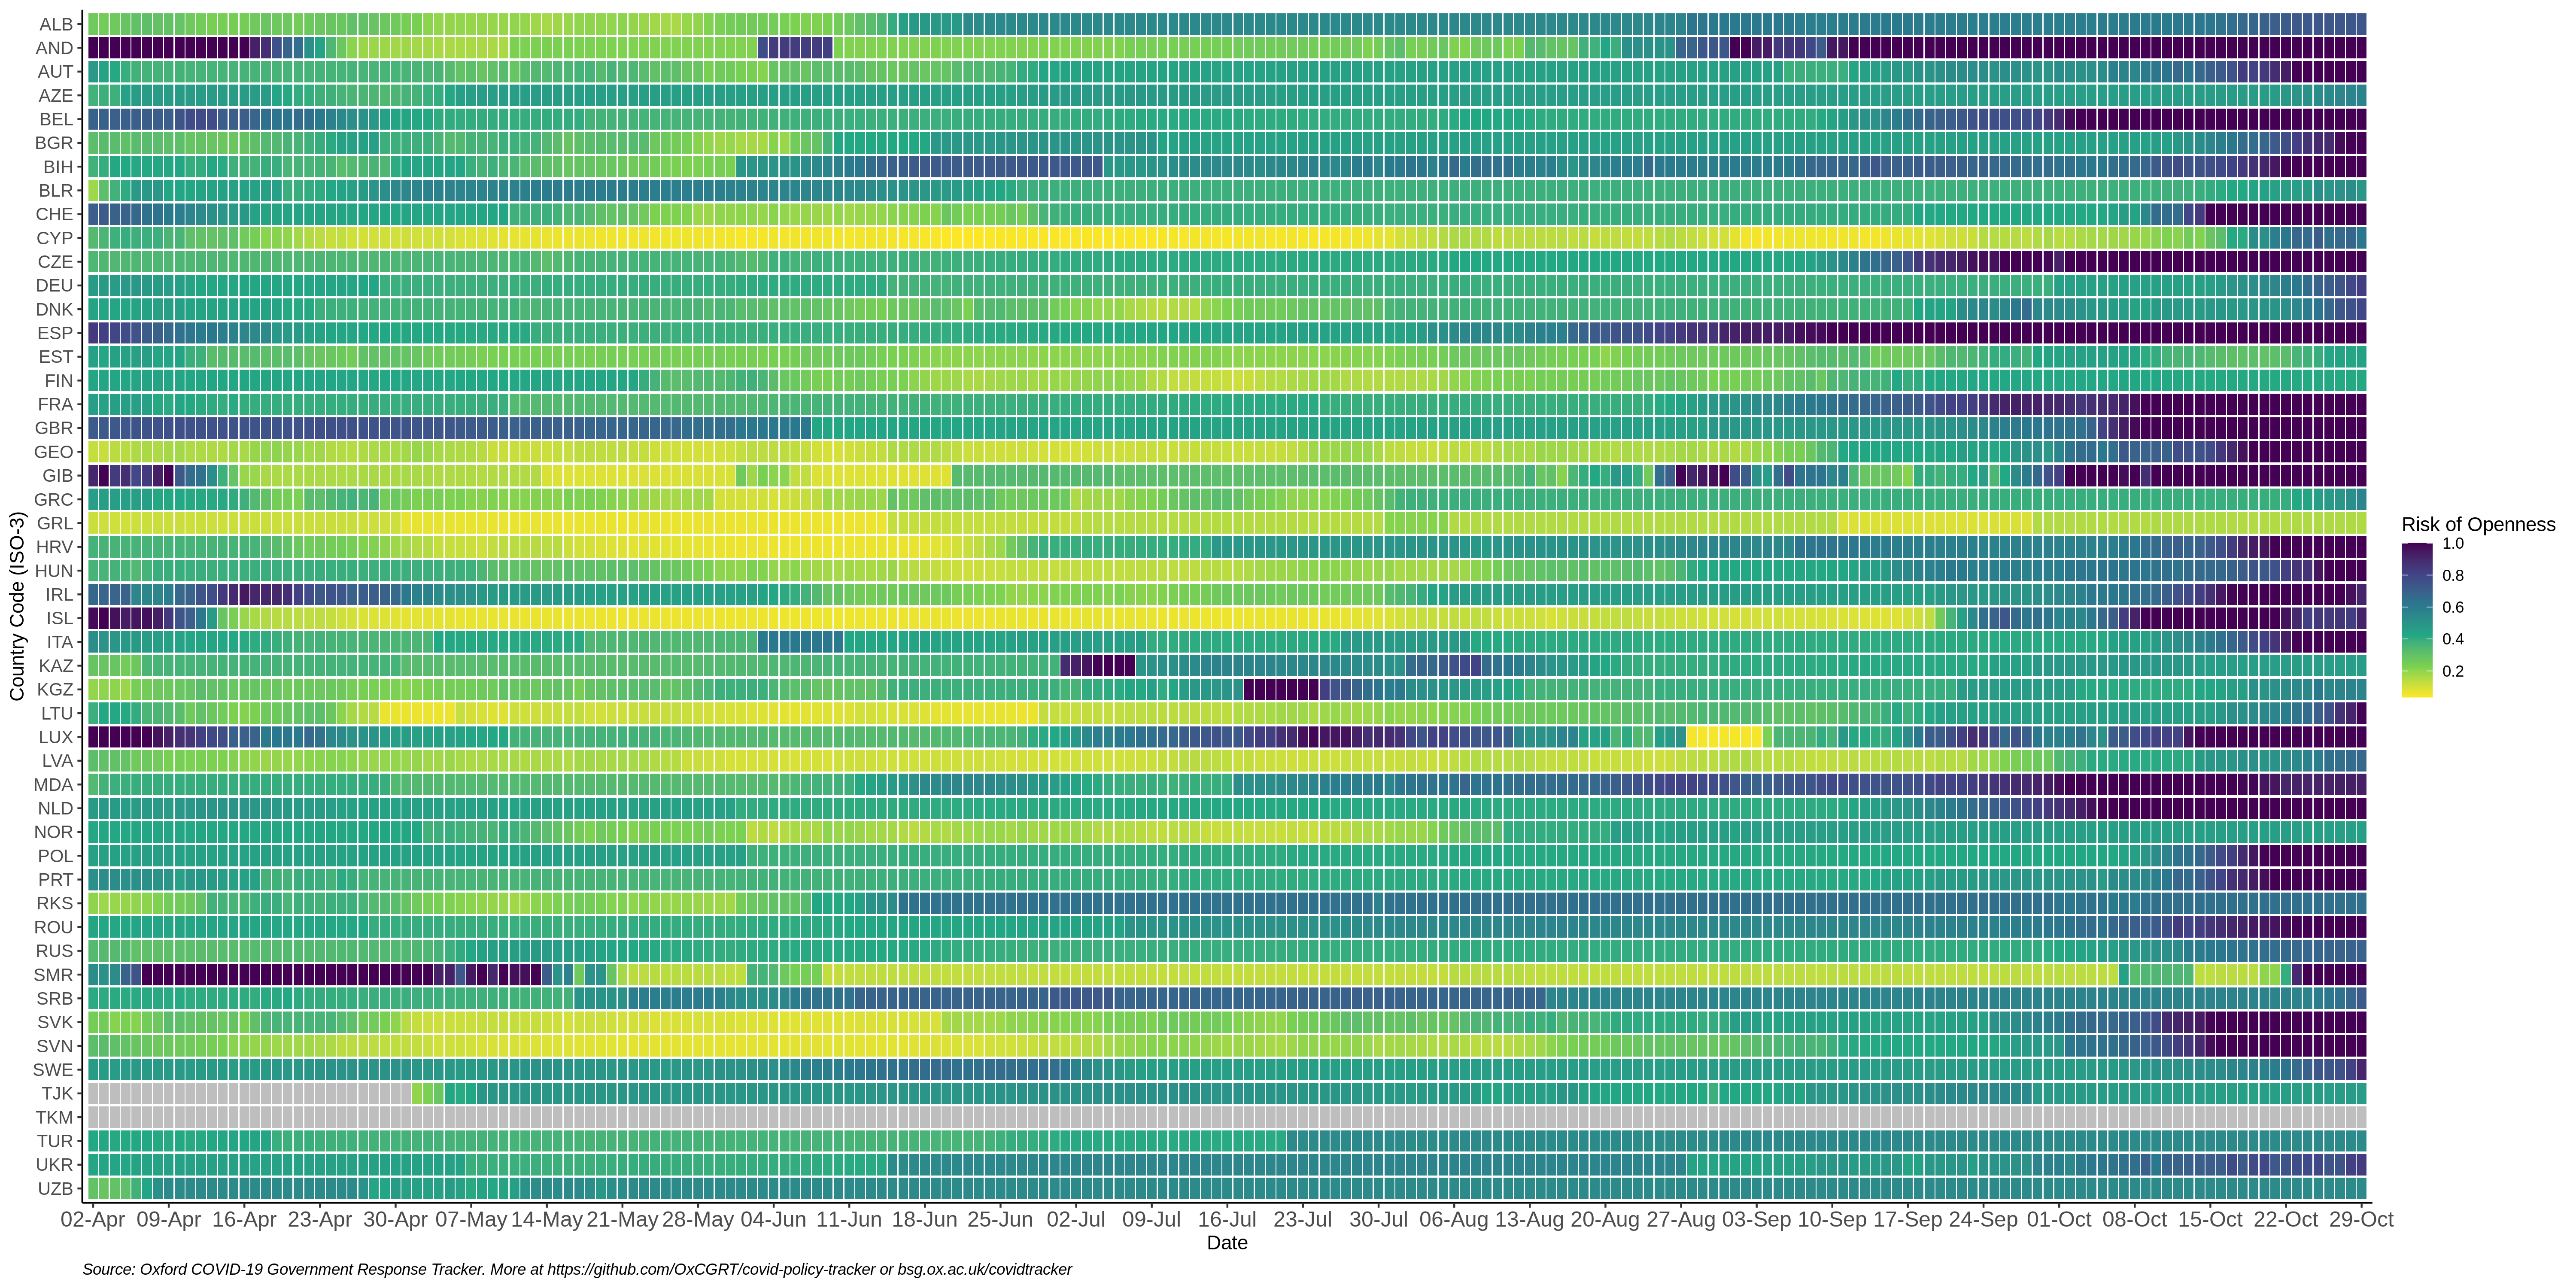 ALB
AND
AUT
AZE
BEL
BGR
BIH
BLR
CHE
CYP
CZE
DEU
DNK
ESP
EST
FIN
FRA
GBR
GEO
GIB
GRC
GRL
HRV
HUN
IRL
ISL
ITA
KAZ
KGZ
LTU
LUX
LVA
MDA
NLD
NOR
POL
PRT
RKS
ROU
RUS
SMR
SRB
SVK
SVN
SWE
TJK
TKM
TUR
UKR
UZB
Country Code (ISO-3)
02-Apr 09-Apr 16-Apr 23-Apr 30-Apr 07-May 14-May 21-May 28-May 04-Jun 11-Jun 18-Jun 25-Jun 02-Jul 09-Jul 16-Jul 23-Jul 30-Jul 06-Aug 13-Aug 20-Aug 27-Aug 03-Sep 10-Sep 17-Sep 24-Sep 01-Oct 08-Oct 15-Oct 22-Oct 29-Oct
Date
Risk of Openness
1.0
0.8
0.6
0.4
0.2
Source: Oxford COVID-19 Government Response Tracker. More at https://github.com/OxCGRT/covid-policy-tracker or bsg.ox.ac.uk/covidtracker